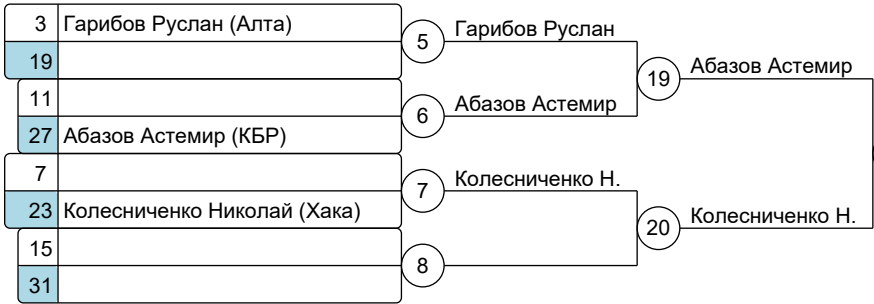 3 Гарибов Руслан (Алта)
19
5 Гарибов Руслан
11
27 Абазов Астемир (КБР)
6 Абазов Астемир
19 Абазов Астемир
7
23 Колесниченко Николай (Хака)
7 Колесниченко Н.
15
31
8
20 Колесниченко Н.